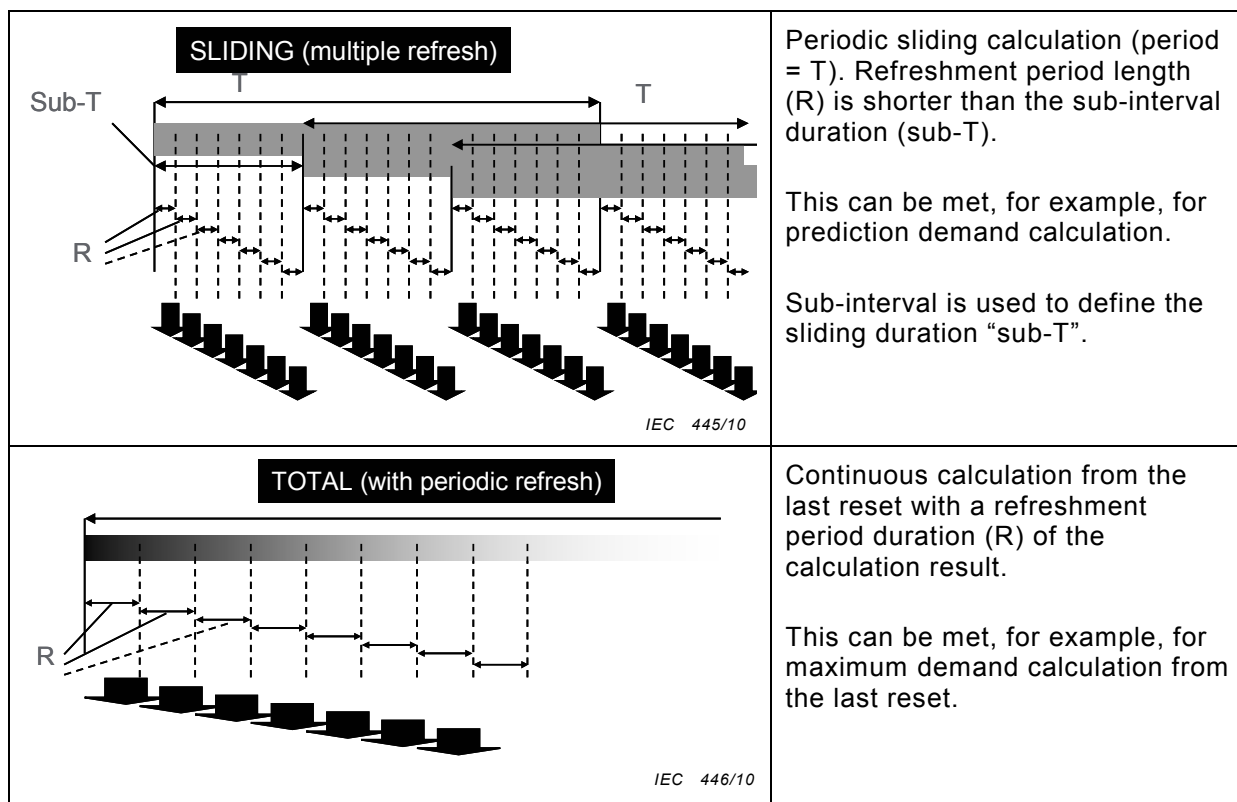 SLIDING (multiple refresh)
T
Sub-T
T
R
IEC 445/10
Periodic sliding calculation (period
= T). Refreshment period length
(R) is shorter than the sub-interval
duration (sub-T).
This can be met, for example, for
prediction demand calculation.
Sub-interval is used to define the
sliding duration “sub-T”.
TOTAL (with periodic refresh)
R
IEC 446/10
Continuous calculation from the
last reset with a refreshment
period duration (R) of the
calculation result.
This can be met, for example, for
maximum demand calculation from
the last reset.